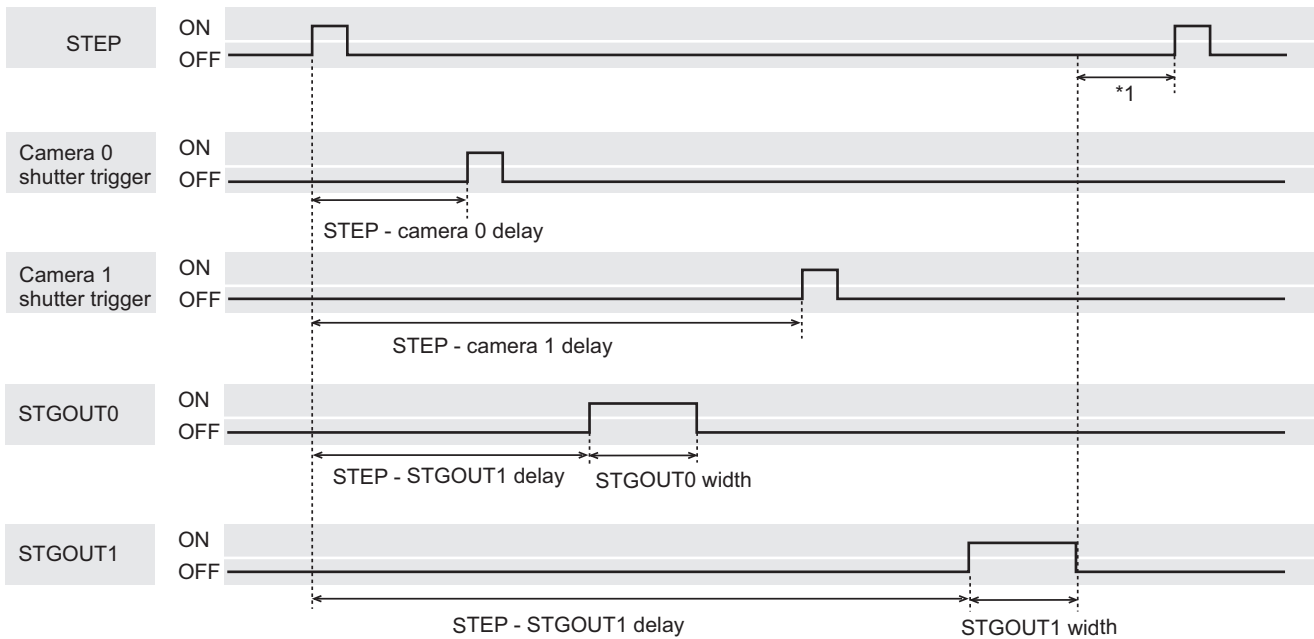 STEP
ON
OFF
*1
Camera 0
shutter trigger
ON
OFF
STEP - camera 0 delay
Camera 1
shutter trigger
ON
OFF
STEP - camera 1 delay
STGOUT0
ON
OFF
STEP - STGOUT1 delay
STGOUT0 width
STGOUT1
ON
OFF
STEP - STGOUT1 delay
STGOUT1 width